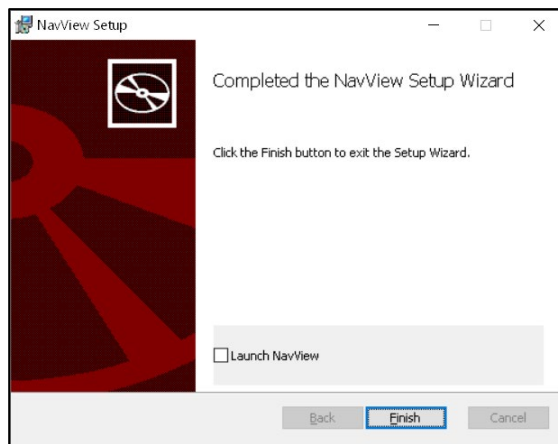 NavView Setup
Completed the NavView Setup Wizard
Click the Finish button to exit the Setup Wizard.
Launch NavView
Back Finish Cancel